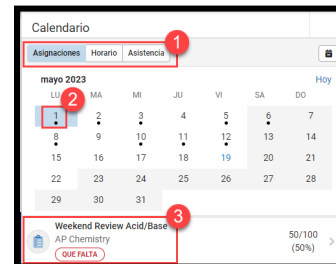 Calendario
Asignaciones Horario Asistencia 1
mayo 2023 Hoy
LU MA MI JU VI SA DO
2
1 2 3 4 5 6 7
8 9 10 11 12 13 14
15 16 17 18 19 20 21
22 23 24 25 26 27 28
29 30 31
3
Weekend Review Acid/Base
AP Chemistry 50/100
QUE FALTA (50%)